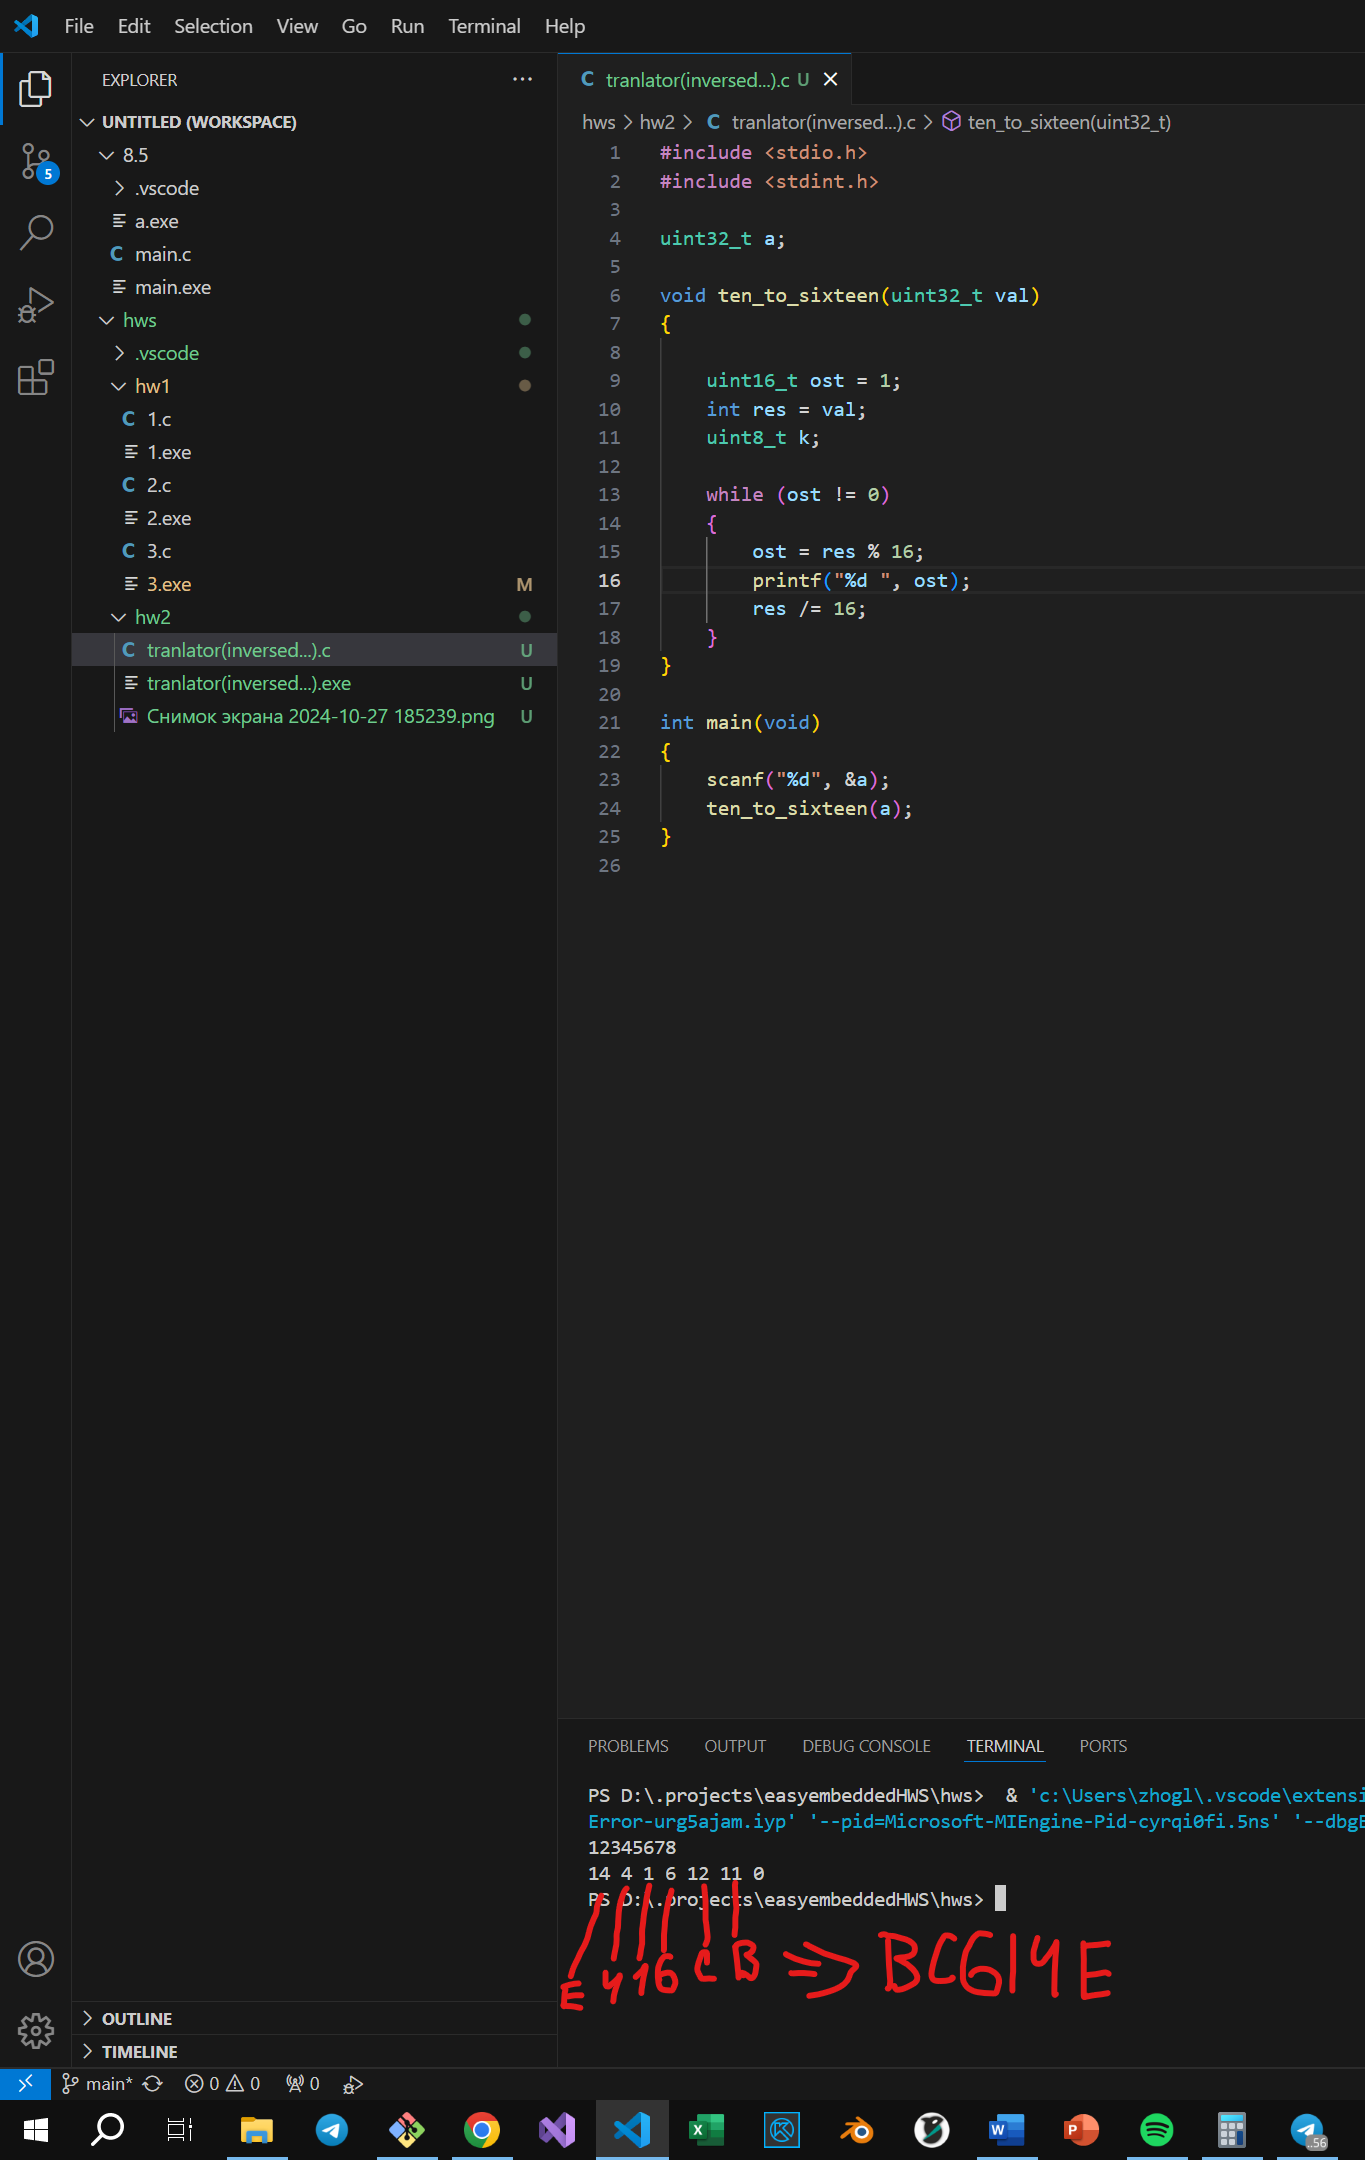 File Edit Selection View Go Run Terminal Help
EXPLORER
UNTITLED (WORKSPACE)
8.5
.vscode
a.exe
C main.c
main.exe
hws
.vscode
hw1
C 1.c
1.exe
C 2.c
2.exe
C 3.c
3.exe M
hw2
C tranlator(inversed...).c U
tranlator(inversed...).exe U
Снимок экрана 2024-10-27 185239.png U
OUTLINE
TIMELINE
5
C tranlator(inversed...).c U
hws > hw2 > C tranlator(inversed...).c > ten_to_sixteen(uint32_t)
1 #include <stdio.h>
2 #include <stdint.h>
3
4 uint32_t a;
5
6 void ten_to_sixteen(uint32_t val)
7 {
8
9 uint16_t ost = 1;
10 int res = val;
11 uint8_t k;
12
13 while (ost != 0)
14 {
15 ost = res % 16;
16 printf("%d ", ost);
17 res /= 16;
18 }
19 }
20
21 int main(void)
22 {
23 scanf("%d", &a);
24 ten_to_sixteen(a);
25 }
26
PROBLEMS OUTPUT DEBUG CONSOLE TERMINAL PORTS
PS D:\.projects\easyembeddedHWS\hws> & 'c:\Users\zhogl\.vscode\extensi
Error-urg5ajam.iyp' '--pid=Microsoft-MIEngine-Pid-cyrqi0fi.5ns' '--dbgE
12345678
14 4 1 6 12 11 0
PS D:\.projects\easyembeddedHWS\hws>
E 4 1 6 C B => BC614E
main* 0 0 0
X W P ..56